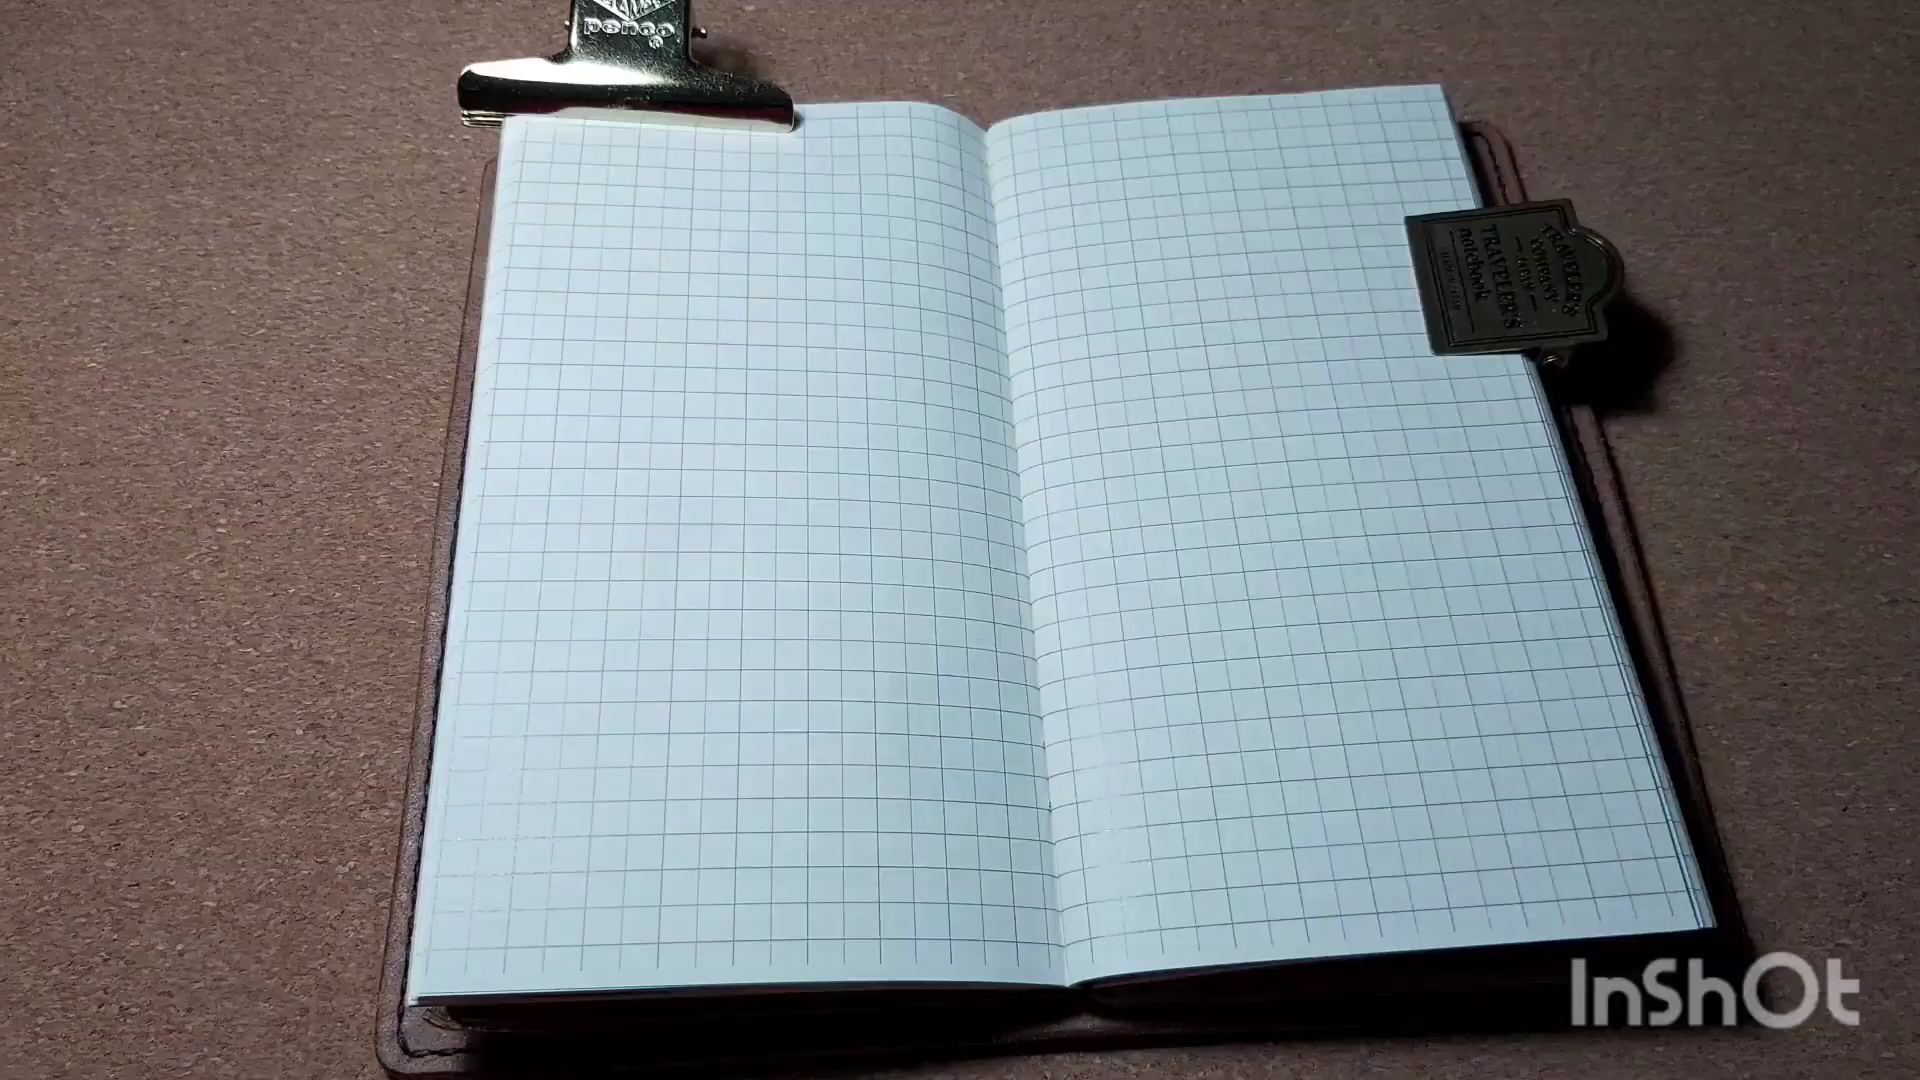 penco®
TRAVELER'S
COMPANY
TRAVELER'S
notebook
InShOt